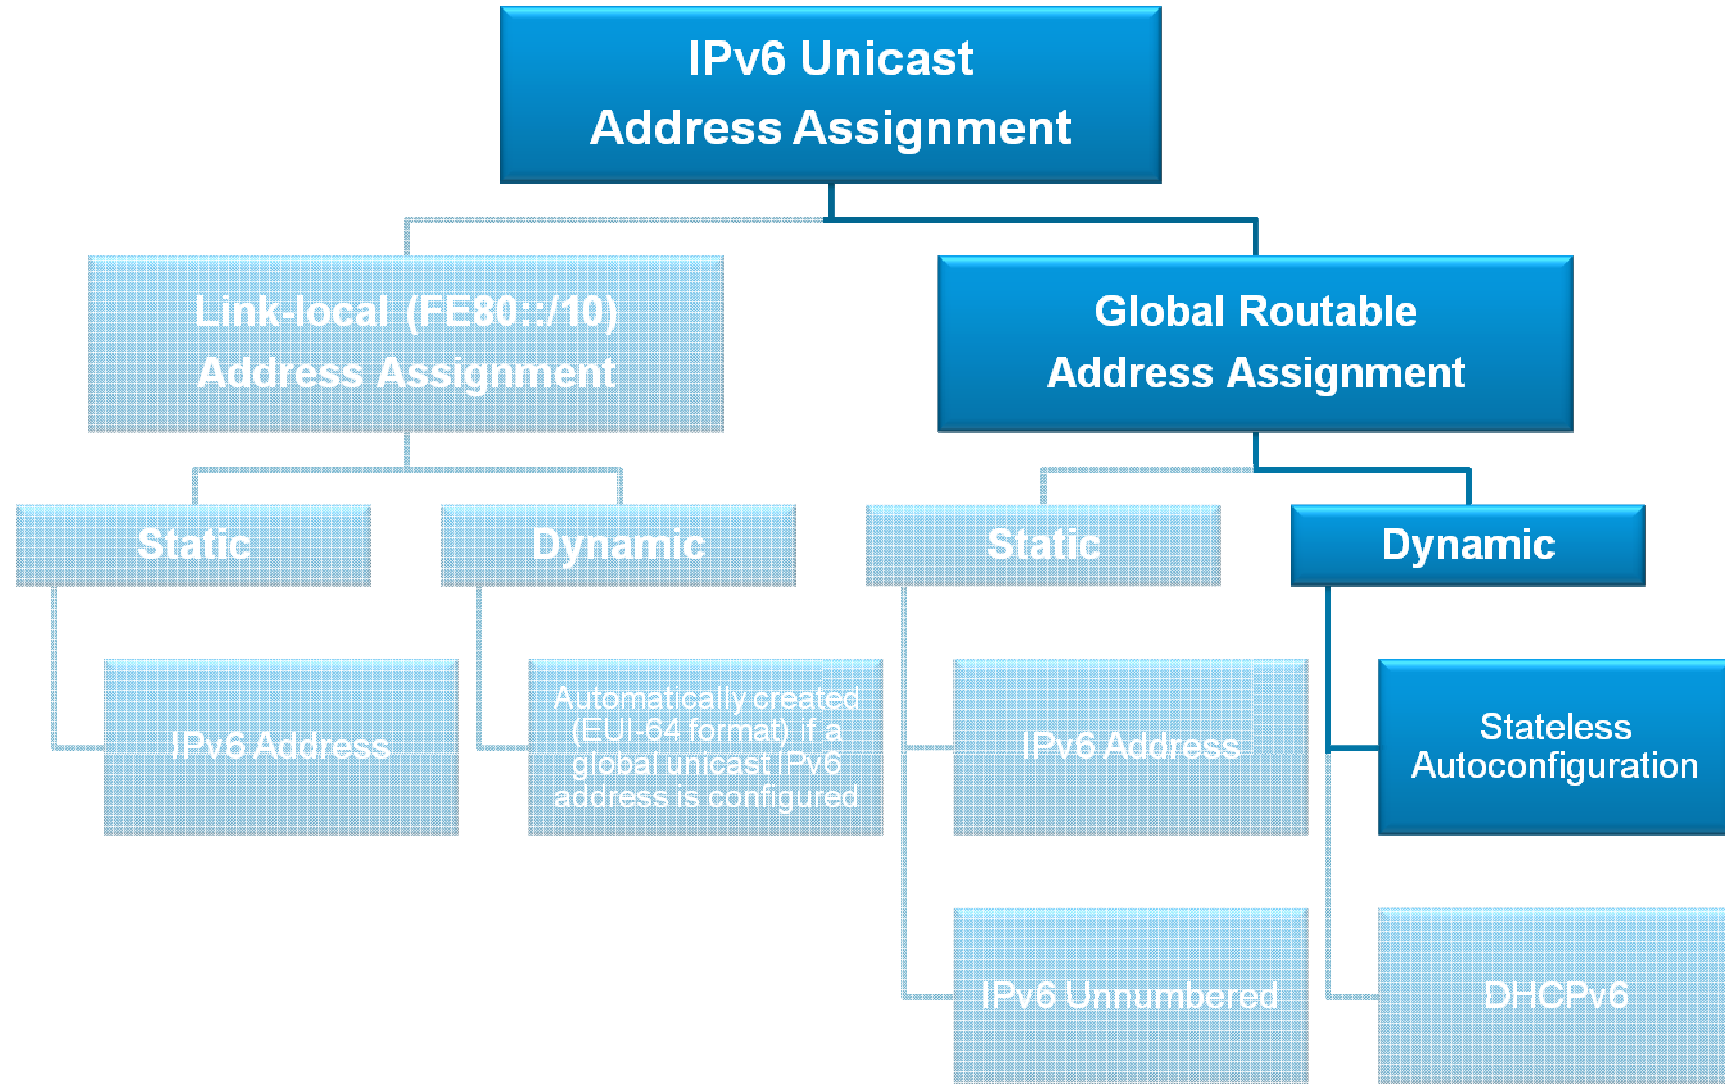 IPv6 Unicast
Address Assignment
Link-local (FE80::/10)
Address Assignment
Global Routable
Address Assignment
Static
Dynamic
Static
Dynamic
IPv6 Address
Automatically created
(EUI-64 format) if a
global unicast IPv6
address is configured
IPv6 Address
Stateless
Autoconfiguration
IPv6 Unnumbered
DHCPv6